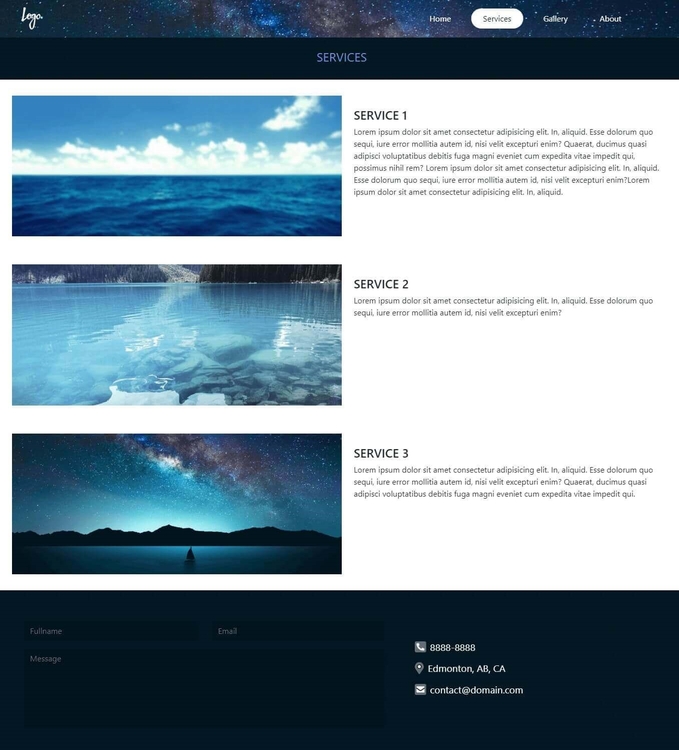 Logo.
Home
Services
Gallery
About
SERVICES
SERVICE 1
Lorem ipsum dolor sit amet consectetur adipisicing elit. In, aliquid. Esse dolorum quo
sequi, iure error mollitia autem id, nisi velit excepturi enim? Quaerat, ducimus quasi
adipisci voluptatibus debitis fuga magni eveniet cum expedita vitae impedit qui,
possimus nihil rem? Lorem ipsum dolor sit amet consectetur adipisicing elit. In, aliquid.
Esse dolorum quo sequi, iure error mollitia autem id, nisi velit excepturi enim?Lorem
ipsum dolor sit amet consectetur adipisicing elit. In, aliquid.
SERVICE 2
Lorem ipsum dolor sit amet consectetur adipisicing elit. In, aliquid. Esse dolorum quo
sequi, iure error mollitia autem id, nisi velit excepturi enim?
SERVICE 3
Lorem ipsum dolor sit amet consectetur adipisicing elit. In, aliquid. Esse dolorum quo
sequi, iure error mollitia autem id, nisi velit excepturi enim? Quaerat, ducimus quasi
adipisci voluptatibus debitis fuga magni eveniet cum expedita vitae impedit qui.
Fullname
Email
Message
8888-8888
Edmonton, AB, CA
contact@domain.com